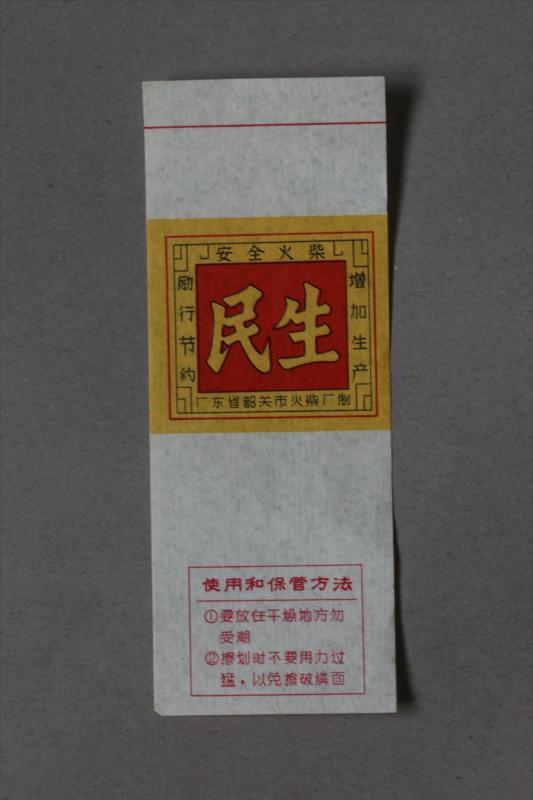 安全火柴
励行节约
民生
增加生产
广东省韶关市火柴厂制
使用和保管方法
①要放在干燥地方勿
受潮
②擦划时不要用力过
猛，以免擦破磷面